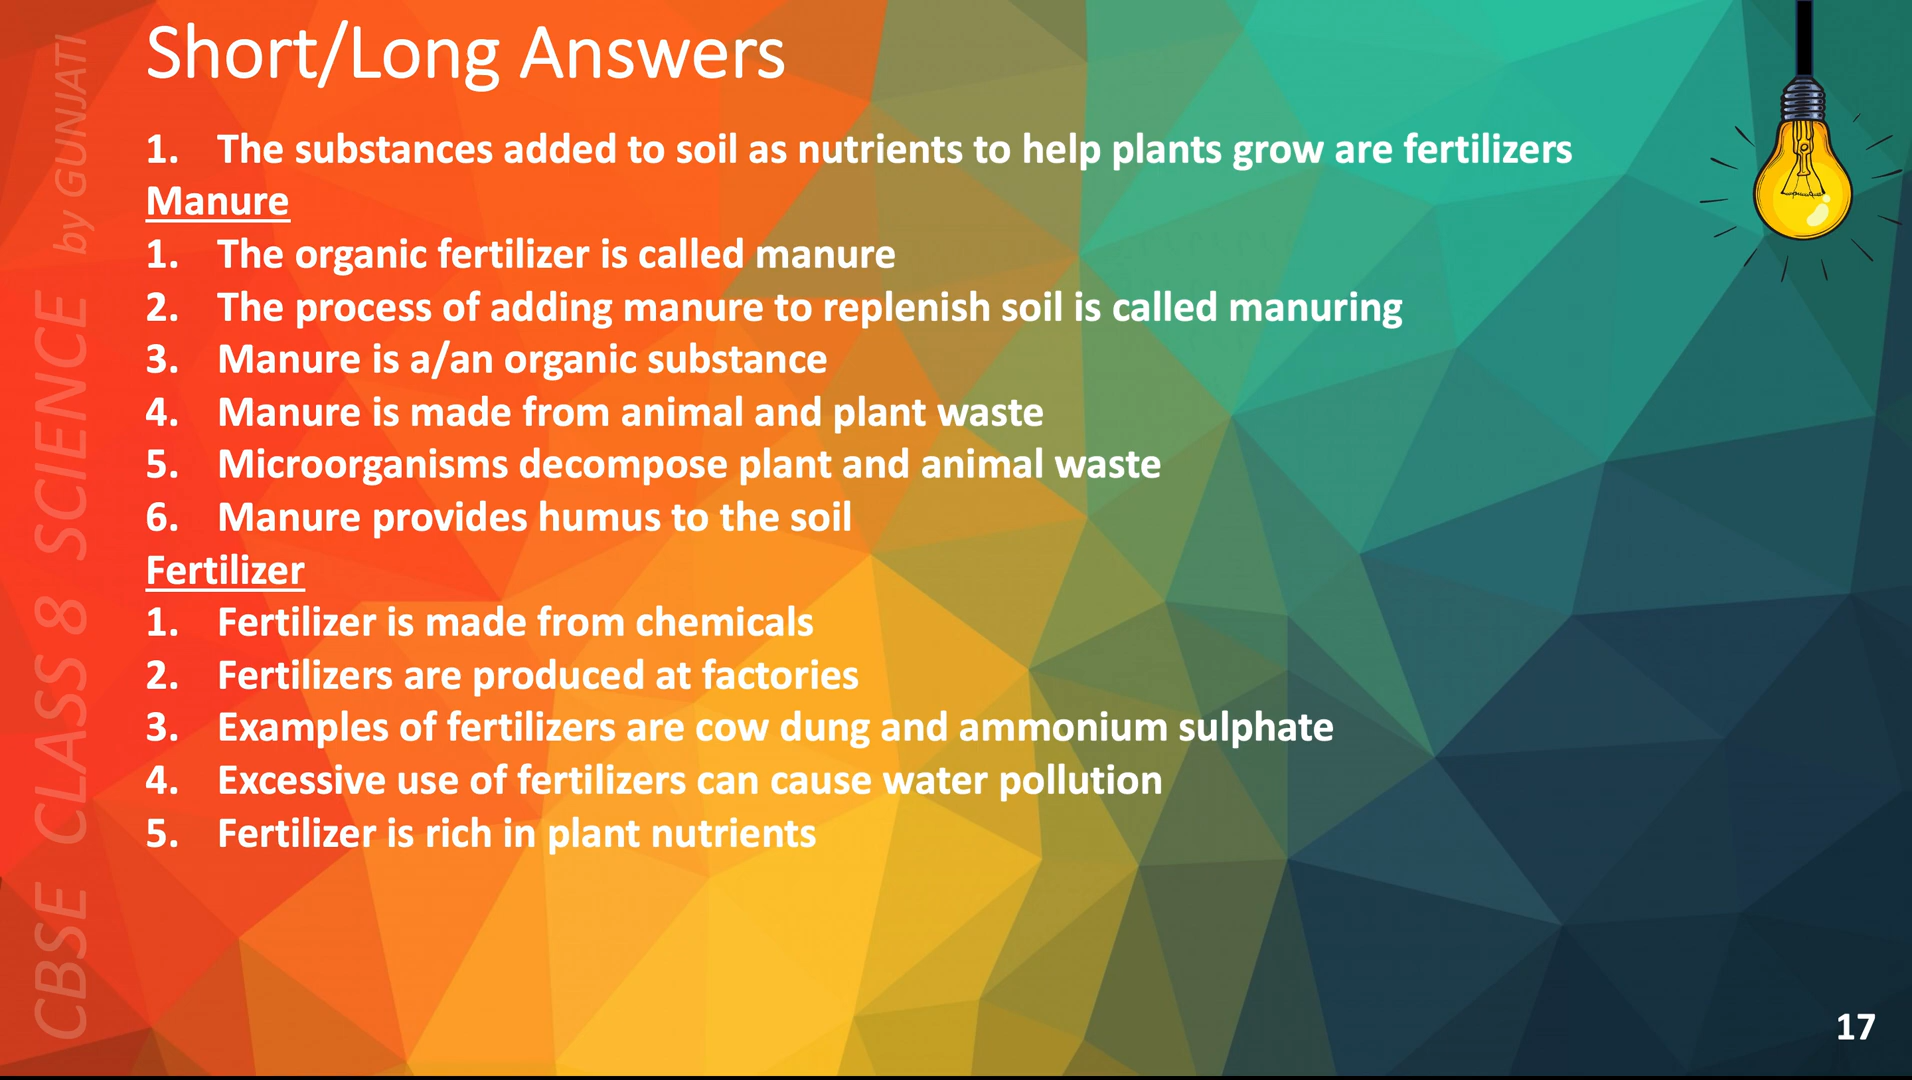 Short/Long Answers
1. The substances added to soil as nutrients to help plants grow are fertilizers
Manure
1. The organic fertilizer is called manure
2. The process of adding manure to replenish soil is called manuring
3. Manure is a/an organic substance
4. Manure is made from animal and plant waste
5. Microorganisms decompose plant and animal waste
6. Manure provides humus to the soil
Fertilizer
1. Fertilizer is made from chemicals
2. Fertilizers are produced at factories
3. Examples of fertilizers are cow dung and ammonium sulphate
4. Excessive use of fertilizers can cause water pollution
5. Fertilizer is rich in plant nutrients
CBSE CLASS 8 SCIENCE by GUNJATI
17